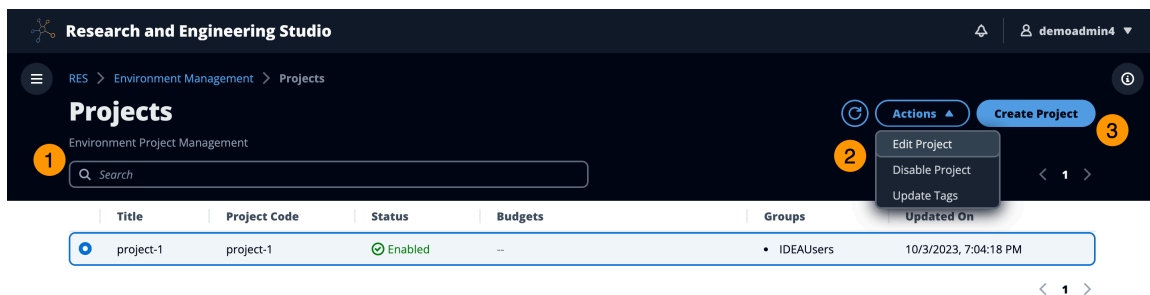 Research and Engineering Studio
demoadmin4
RES > Environment Management > Projects
Projects
Actions
Create Project
3
Environment Project Management
Edit Project
2
1
Search
Disable Project
< 1 >
Update Tags
Title Project Code Status Budgets Groups Updated On
project-1 project-1 Enabled -- • IDEAUsers 10/3/2023, 7:04:18 PM
< 1 >